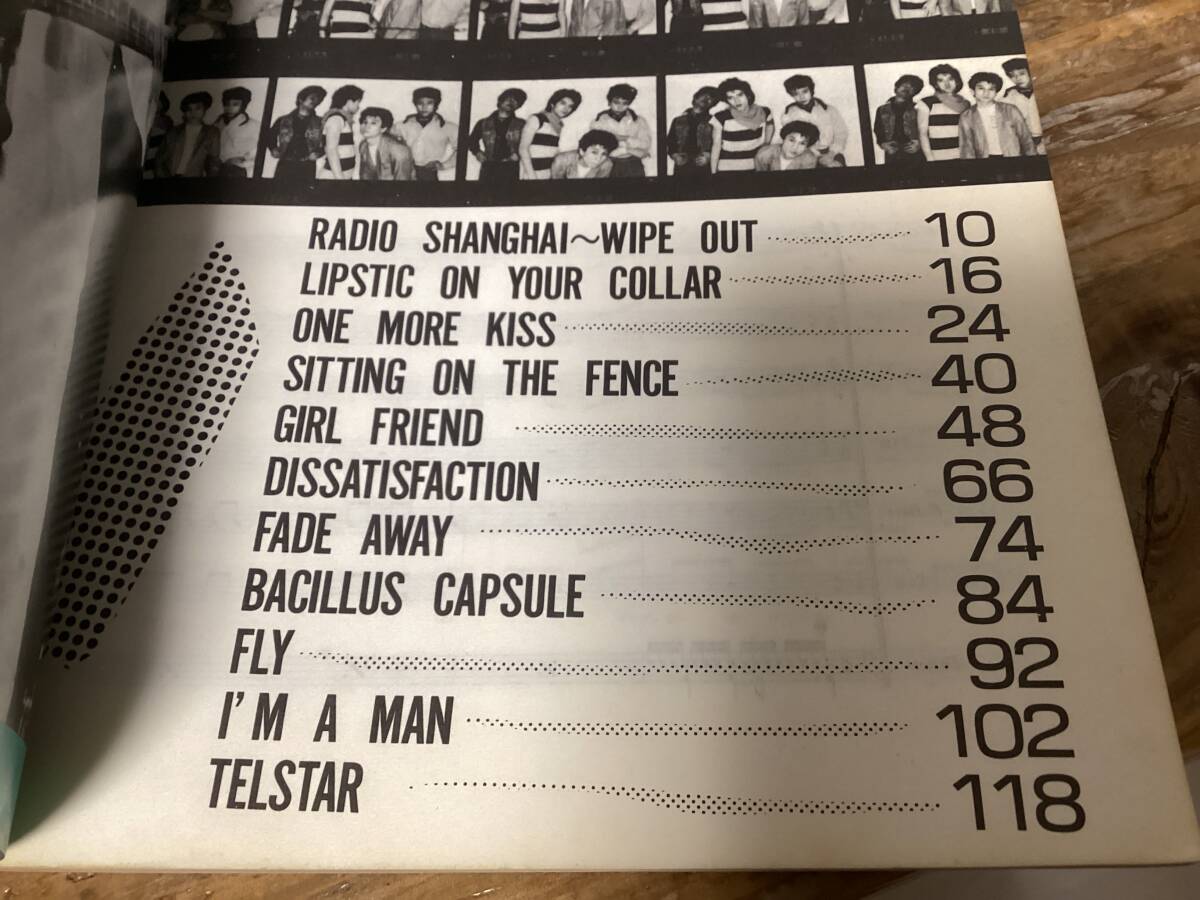 RADIO SHANGHAI~WIPE OUT 10
LIPSTIC ON YOUR COLLAR 16
ONE MORE KISS 24
SITTING ON THE FENCE 40
GIRL FRIEND 48
DISSATISFACTION 66
FADE AWAY 74
BACILLUS CAPSULE 84
FLY 92
I'M A MAN 102
TELSTAR 118